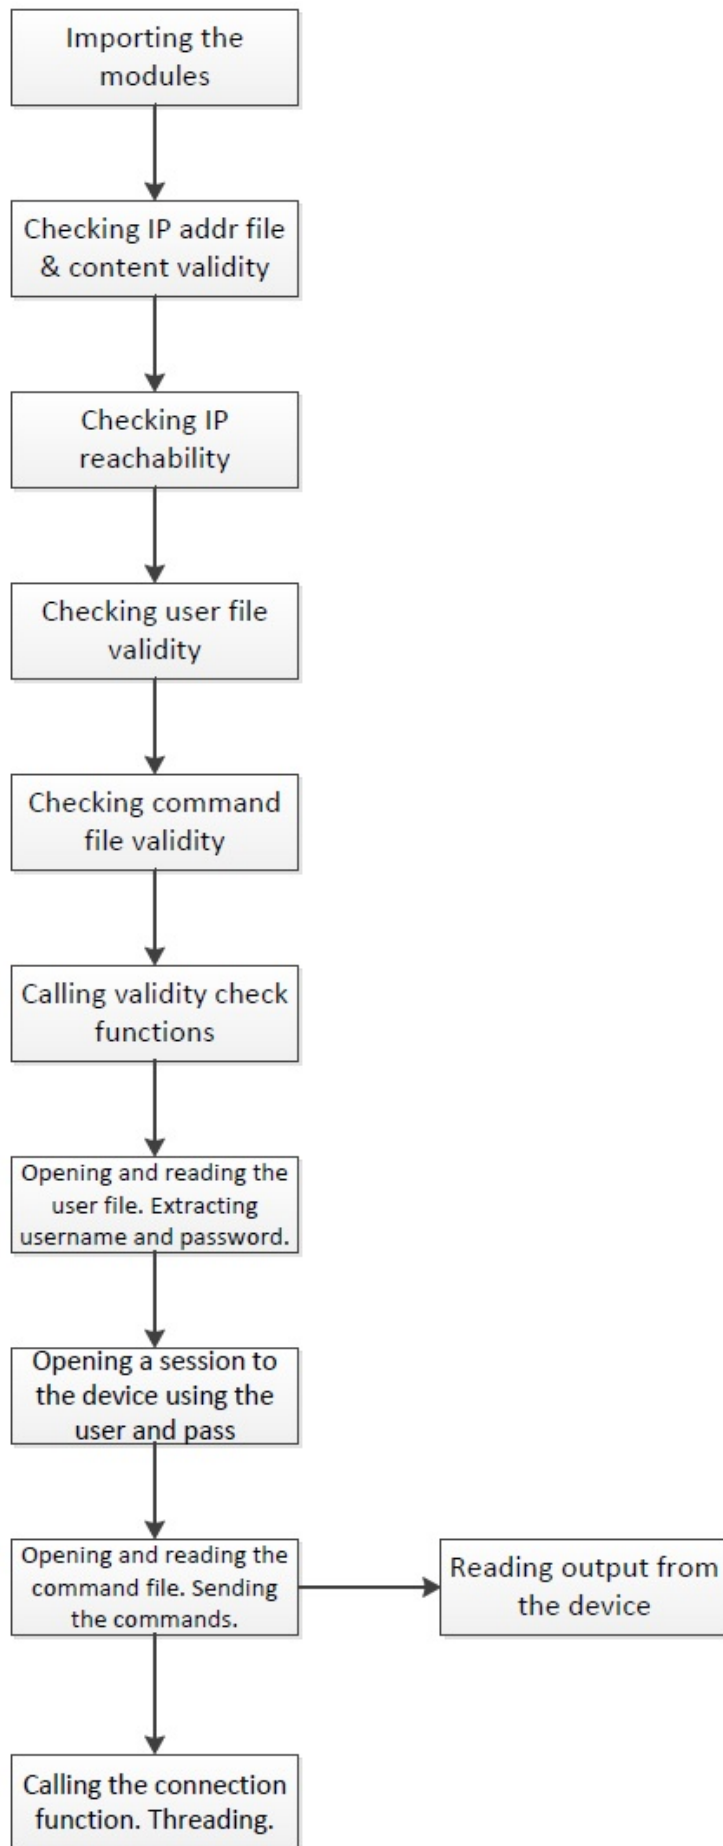 Importing the
modules
Checking IP addr file
& content validity
Checking IP
reachability
Checking user file
validity
Checking command
file validity
Calling validity check
functions
Opening and reading the
user file. Extracting
username and password.
Opening a session to
the device using the
user and pass
Opening and reading the
command file. Sending
the commands.
Reading output from
the device
Calling the connection
function. Threading.